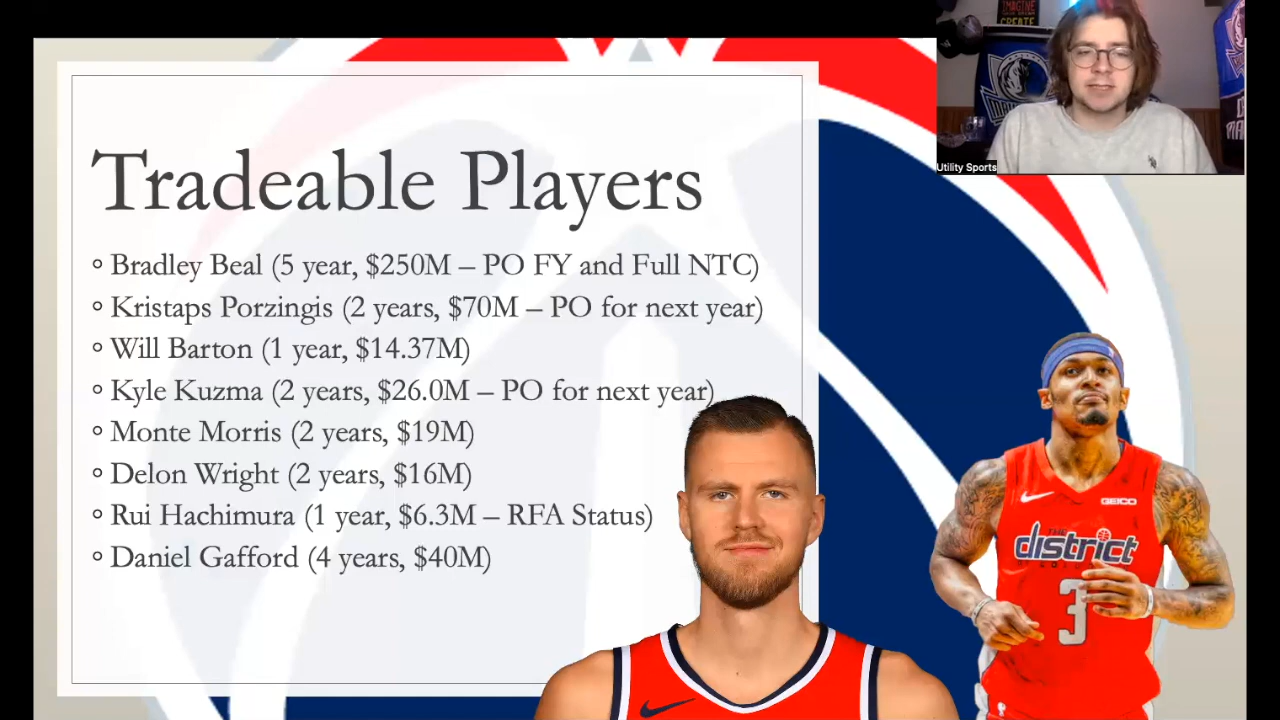 IMAGINE
CREATE
Utility Sports
Tradeable Players
Bradley Beal (5 year, $250M – PO FY and Full NTC)
Kristaps Porzingis (2 years, $70M – PO for next year)
Will Barton (1 year, $14.37M)
Kyle Kuzma (2 years, $26.0M – PO for next year)
Monte Morris (2 years, $19M)
Delon Wright (2 years, $16M)
Rui Hachimura (1 year, $6.3M – RFA Status)
Daniel Gafford (4 years, $40M)
GEICO
THE
district
3